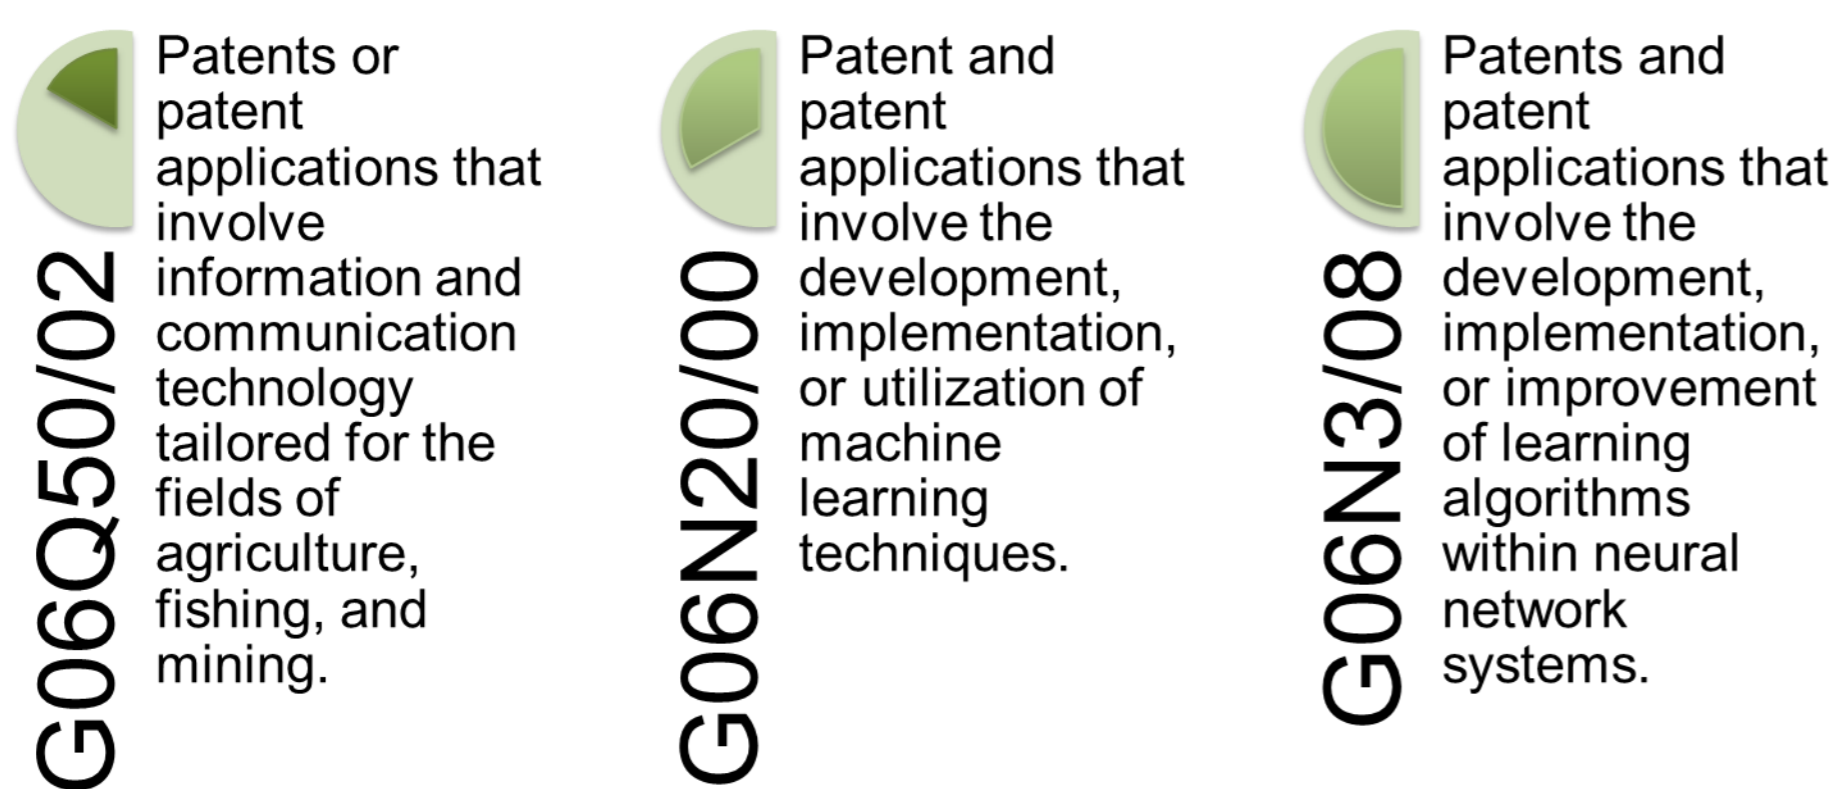 G06Q50/02
Patents or
patent
applications that
involve
information and
communication
technology
tailored for the
fields of
agriculture,
fishing, and
mining.
G06N20/00
Patent and
patent
applications that
involve the
development,
implementation,
or utilization of
machine
learning
techniques.
G06N3/08
Patents and
patent
applications that
involve the
development,
implementation,
or improvement
of learning
algorithms
within neural
network
systems.